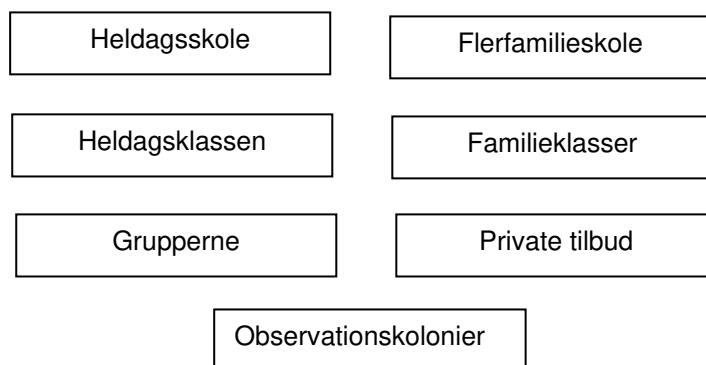 Heldagsskole
Flerfamilieskole
Heldagsklassen
Familieklasser
Grupperne
Private tilbud
Observationskolonier